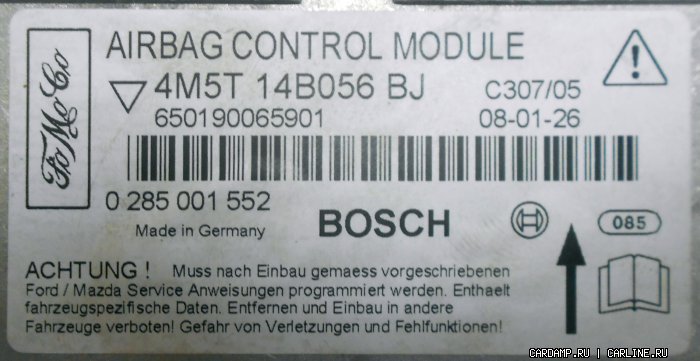 FoMoCo
AIRBAG CONTROL MODULE
4M5T 14B056 BJ
C307/05
650190065901
08-01-26
0 285 001 552
Made in Germany
BOSCH
085
ACHTUNG ! Muss nach Einbau gemaess vorgeschriebenen
Ford / Mazda Service Anweisungen programmiert werden. Enthaelt
fahrzeugspezifische Daten. Entfernen und Einbau in andere
Fahrzeuge verboten! Gefahr von Verletzungen und Fehlfunktionen!
CARDAMP.RU | CARLINE.RU